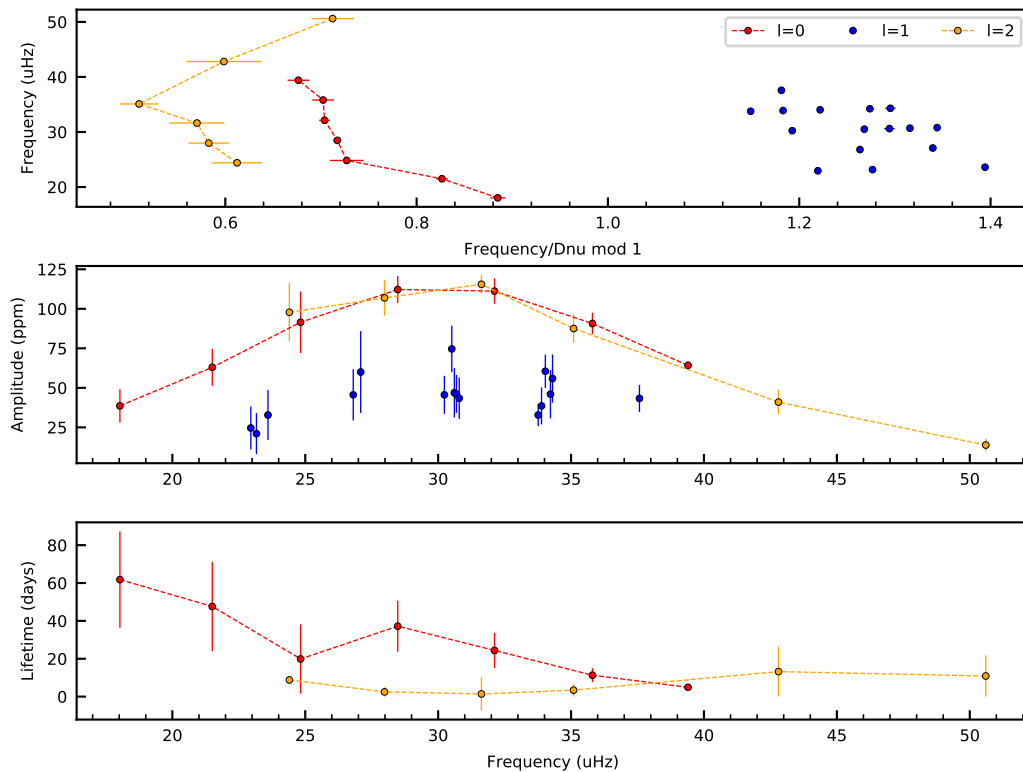 Frequency (uHz)
50
40
30
20
l=0 l=1 l=2
0.6 0.8 1.0 1.2 1.4
Frequency/Dnu mod 1
Amplitude (ppm)
125
100
75
50
25
20 25 30 35 40 45 50
Lifetime (days)
80
60
40
20
0
20 25 30 35 40 45 50
Frequency (uHz)